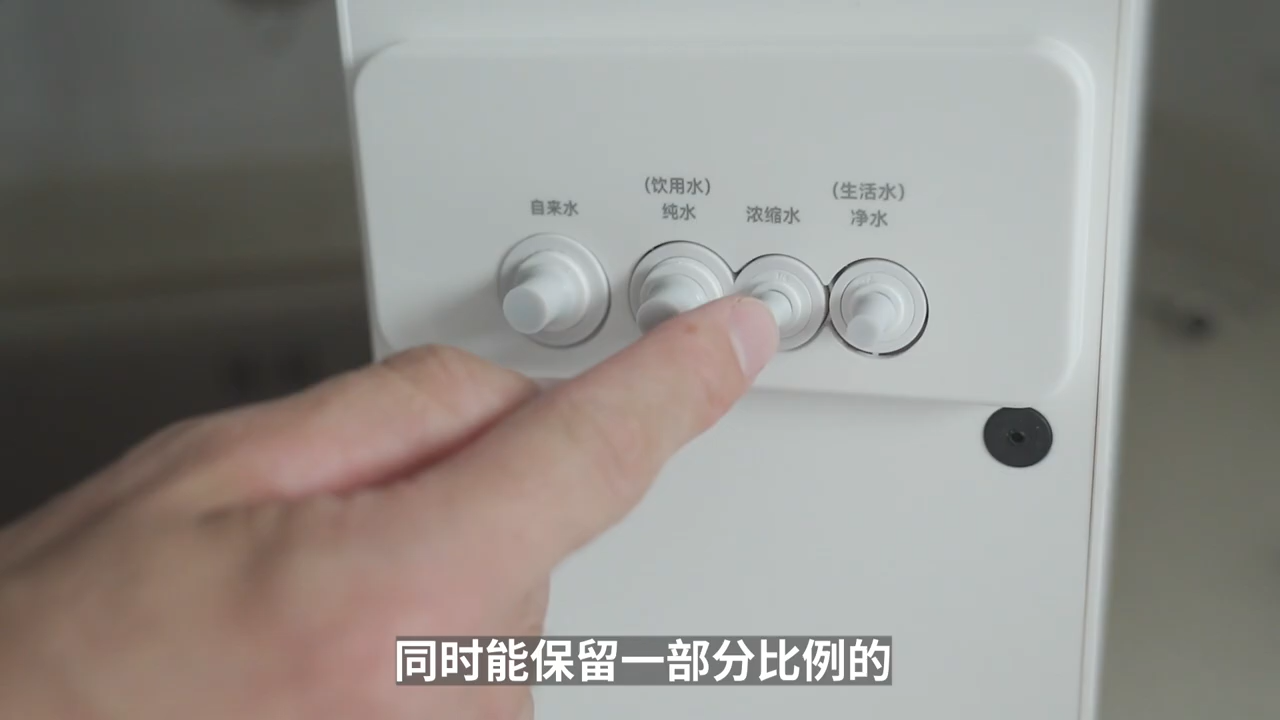 自来水
(饮用水)
纯水
浓缩水
(生活水)
净水
同时能保留一部分比例的